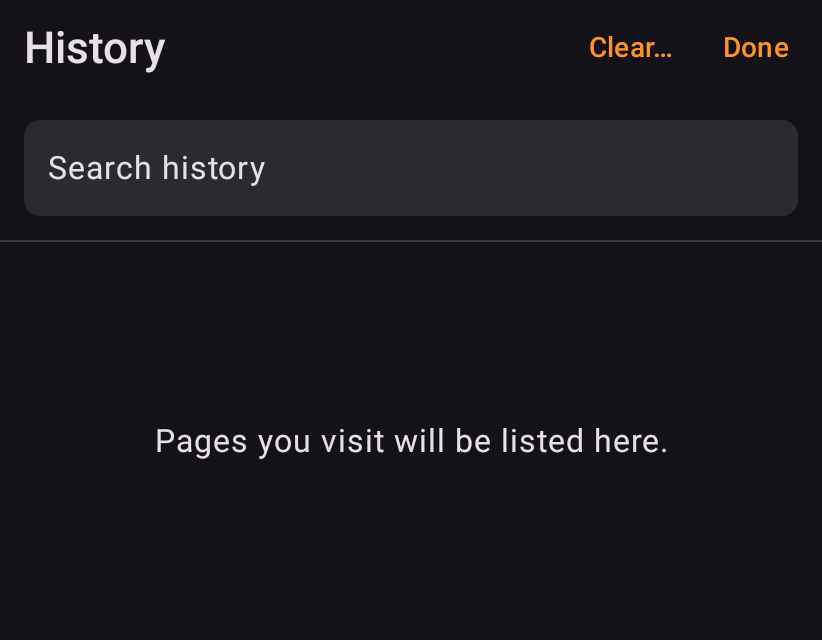 History
Clear…
Done
Search history
Pages you visit will be listed here.